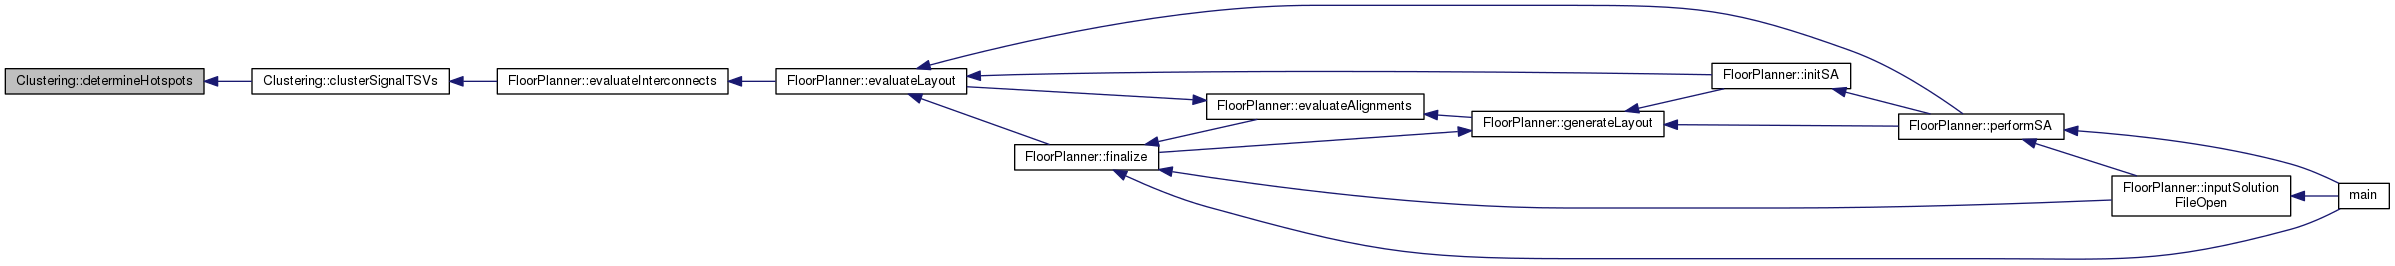 Clustering::determineHotspots
Clustering::clusterSignalTSVs
FloorPlanner::evaluateInterconnects
FloorPlanner::evaluateLayout
FloorPlanner::finalize
FloorPlanner::evaluateAlignments
FloorPlanner::generateLayout
FloorPlanner::initSA
FloorPlanner::performSA
FloorPlanner::inputSolution
FileOpen
main